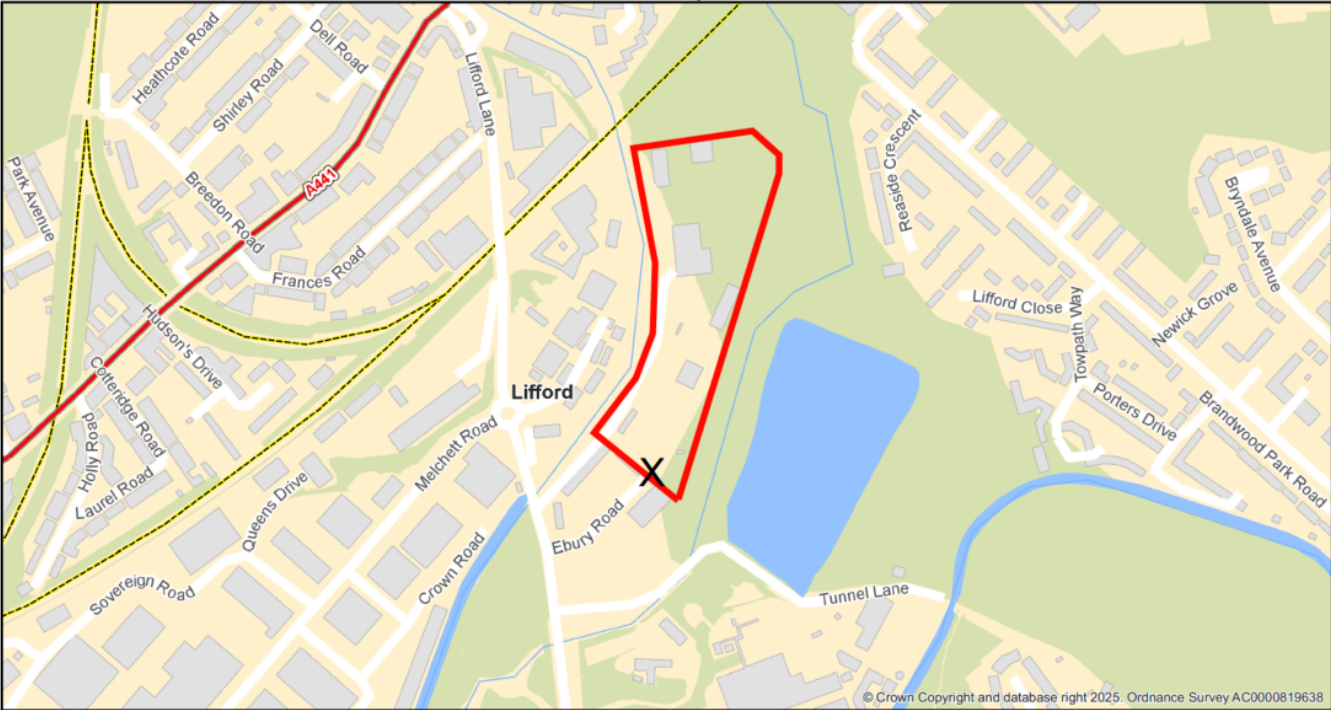 Heathcote Road
Dell Road
Shirley Road
Lifford Lane
Park Avenue
Breedon Road
A441
Frances Road
Reaside Crescent
Bryndale Avenue
Hudson's Drive
Cotteridge Road
Lifford Close
Towpath Way
Newick Grove
Lifford
Holly Road
Laurel Road
Melchett Road
Porters Drive
Brandwood Park Road
Queens Drive
X
Ebury Road
Crown Road
Sovereign Road
Tunnel Lane
© Crown Copyright and database right 2025. Ordnance Survey AC0000819638